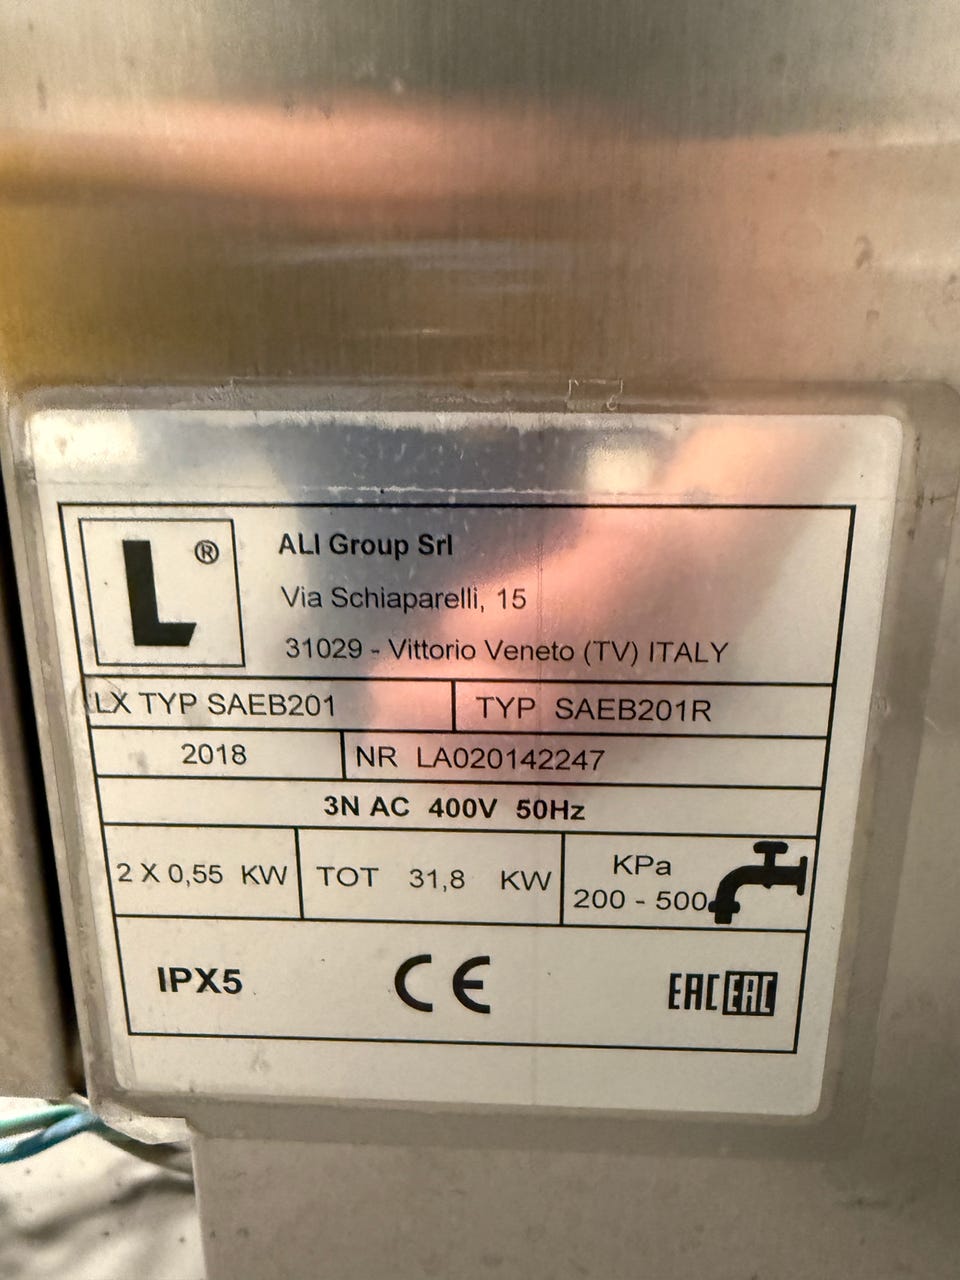 L®
ALI Group Srl
Via Schiaparelli, 15
31029 - Vittorio Veneto (TV) ITALY
LX TYP SAEB201
TYP SAEB201R
2018
NR LA020142247
3N AC 400V 50Hz
2 X 0,55 KW
TOT 31,8 KW
KPa
200 - 500
IPX5
CE
EAC EAC